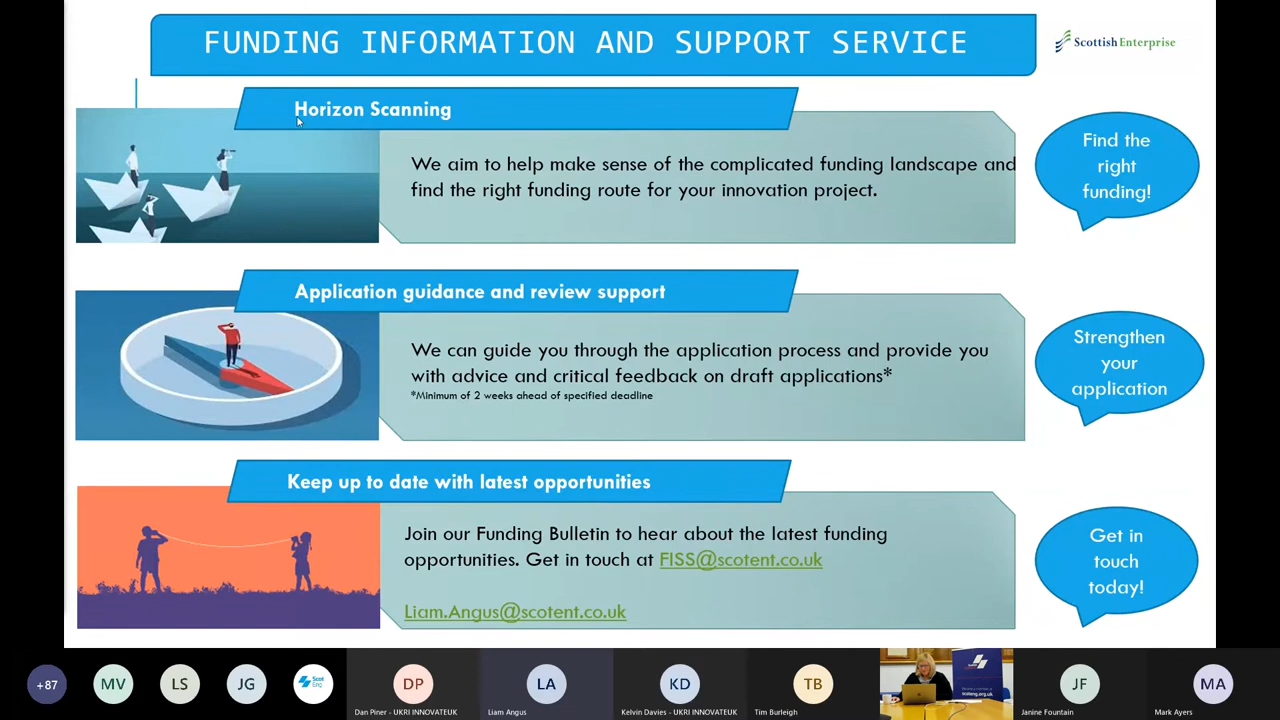 FUNDING INFORMATION AND SUPPORT SERVICE
Scottish Enterprise
Horizon Scanning
We aim to help make sense of the complicated funding landscape and
find the right funding route for your innovation project.
Find the
right
funding!
Application guidance and review support
We can guide you through the application process and provide you
with advice and critical feedback on draft applications*
*Minimum of 2 weeks ahead of specified deadline
Strengthen
your
application
Keep up to date with latest opportunities
Join our Funding Bulletin to hear about the latest funding
opportunities. Get in touch at FISS@scotent.co.uk
Liam.Angus@scotent.co.uk
Get in
touch
today!
+87
MV
LS
JG
Scot
Eng
DP
Dan Piner - UKRI INNOVATEUK
LA
Liam Angus
KD
Kelvin Davies - UKRI INNOVATEUK
TB
Tim Burleigh
scoteng.org.uk
JF
Janine Fountain
MA
Mark Ayers